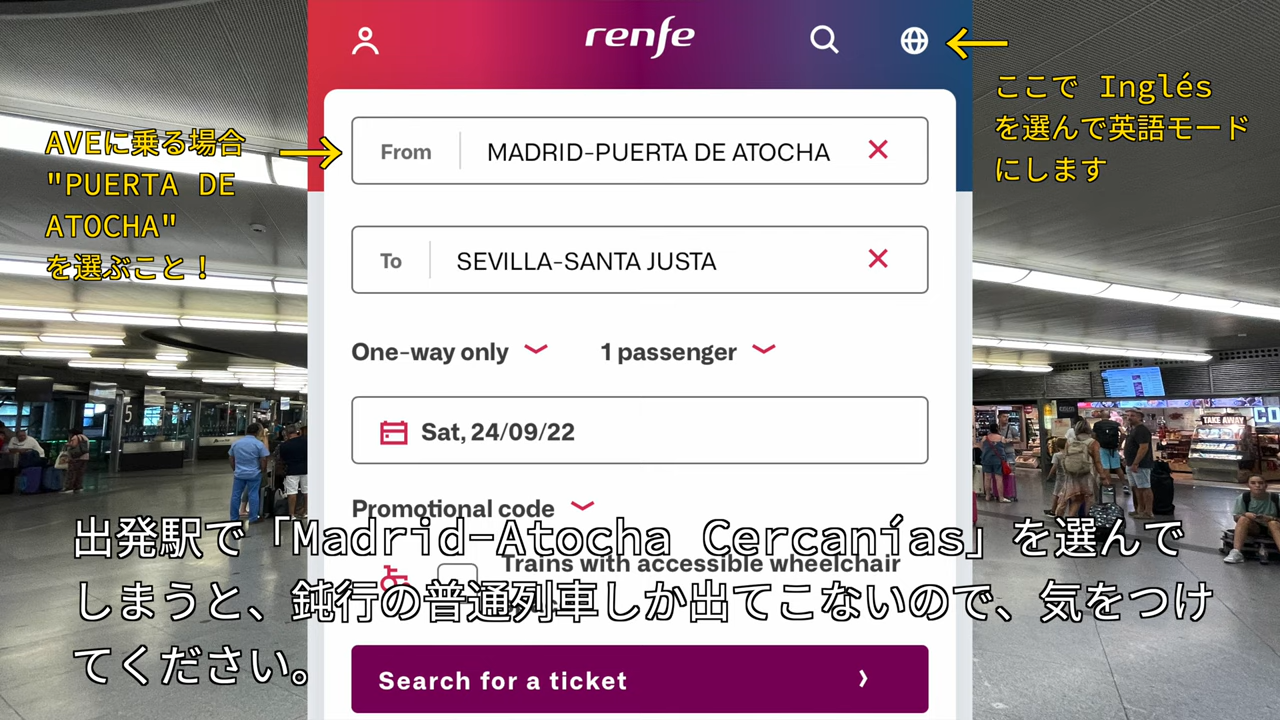 renfe
ここで Inglés
を選んで英語モード
にします
AVEに乗る場合
"PUERTA DE
ATOCHA"
を選ぶこと！
From MADRID-PUERTA DE ATOCHA
To SEVILLA-SANTA JUSTA
One-way only 1 passenger
5
TAKE AWAY
Sat, 24/09/22
Promotional code
Trains with accessible wheelchair
出発駅で「Madrid-Atocha Cercanías」を選んで
しまうと、鈍行の普通列車しか出てこないので、気をつけ
てください。
Search for a ticket